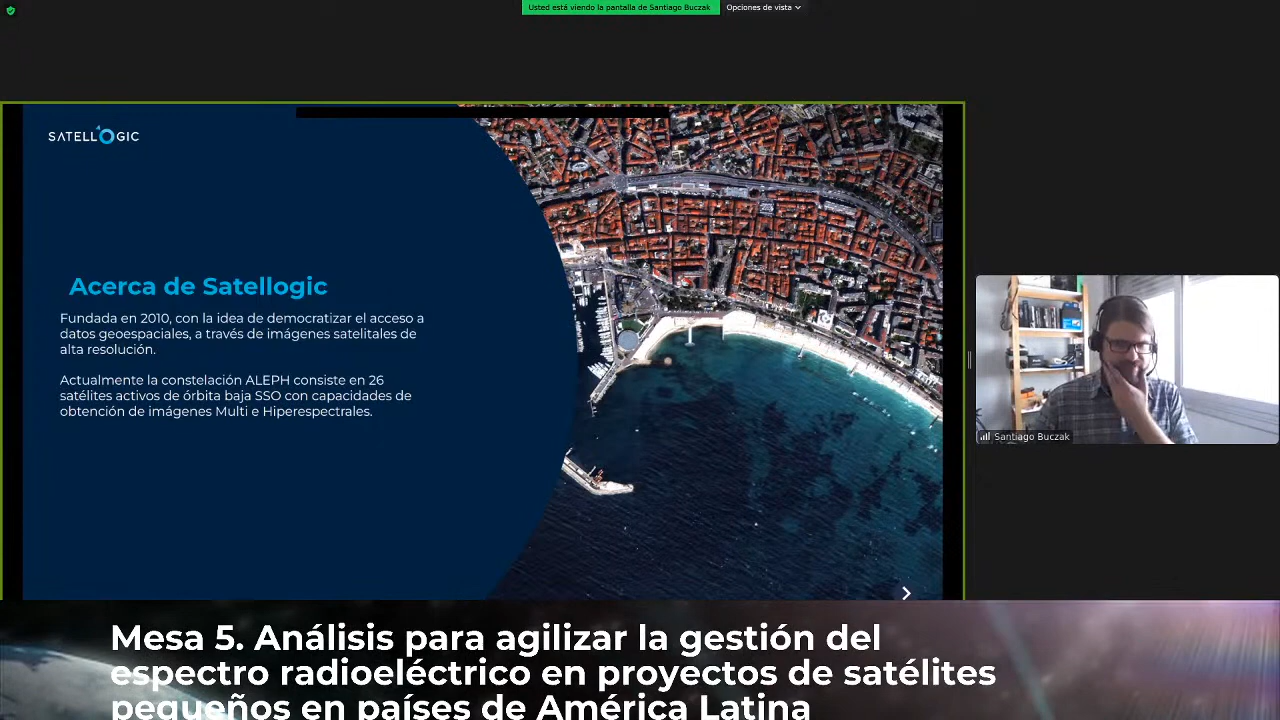 Usted está viendo la pantalla de Santiago Buczak
Opciones de vista
SATELLOGIC
Acerca de Satellogic
Fundada en 2010, con la idea de democratizar el acceso a
datos geoespaciales, a través de imágenes satelitales de
alta resolución.
Actualmente la constelación ALEPH consiste en 26
satélites activos de órbita baja SSO con capacidades de
obtención de imágenes Multi e Hiperespectrales.
Santiago Buczak
Mesa 5. Análisis para agilizar la gestión del
espectro radioeléctrico en proyectos de satélites
pequeños en países de América Latina